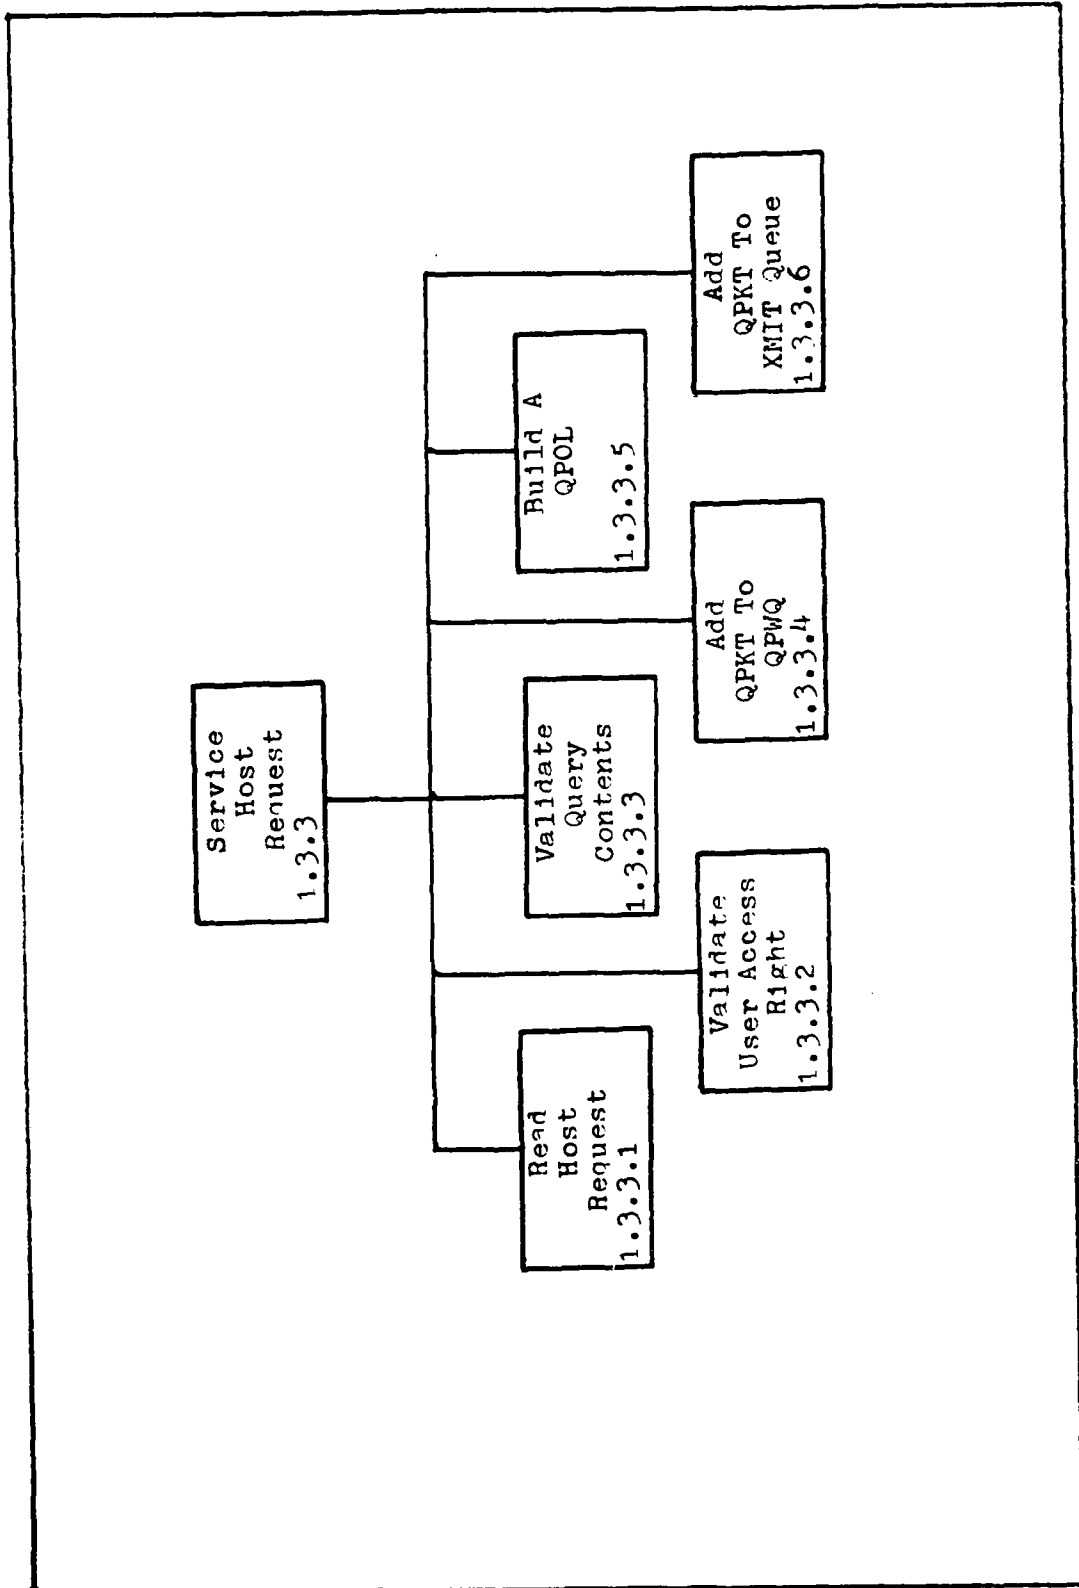 Service
Host
Request
1.3.3
Read
Host
Request
1.3.3.1
Validate
User Access
Right
1.3.3.2
Validate
Query
Contents
1.3.3.3
Add
QPKT To
QPWQ
1.3.3.4
Build A
QPOL
1.3.3.5
Add
QPKT To
XMIT Queue
1.3.3.6